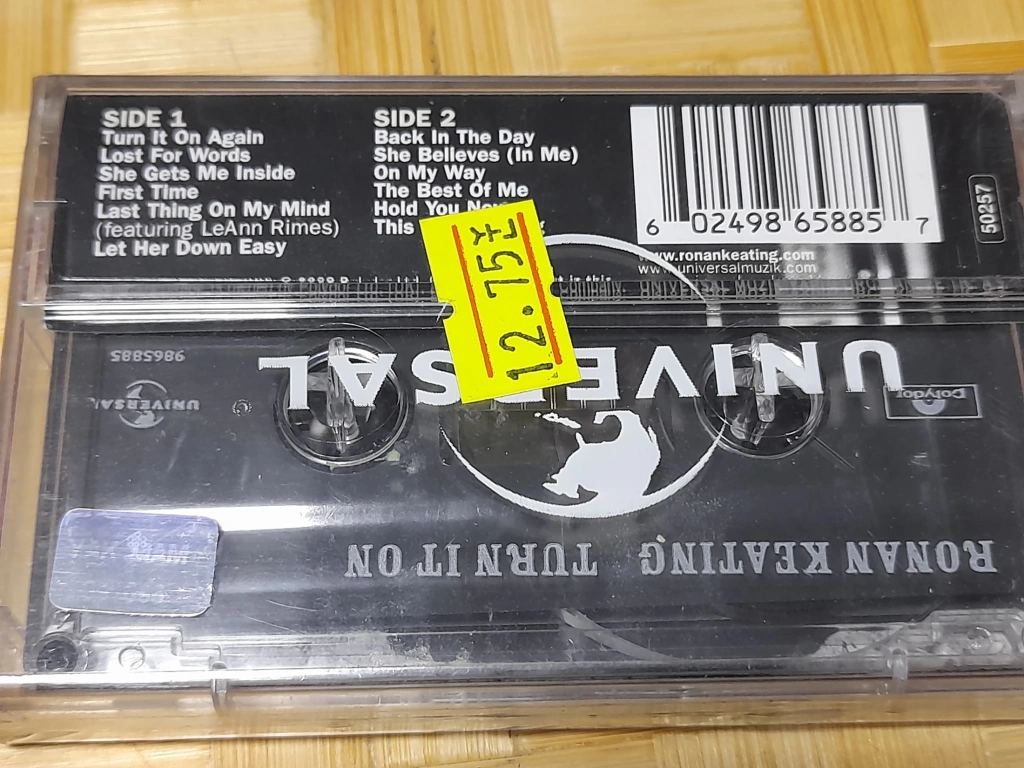 SIDE 1
Turn It On Again
Lost For Words
She Gets Me Inside
First Time
Last Thing On My Mind
(featuring LeAnn Rimes)
Let Her Down Easy
SIDE 2
Back In The Day
She Believes (In Me)
On My Way
The Best Of Me
Hold You
This
6 02498 65885 7
50257
www.ronankeating.com
www.universalmuzik.com
12.75¥
9865885
UNIVERSAL
UNIVERSAL
Polydor
RONAN KEATING TURN IT ON